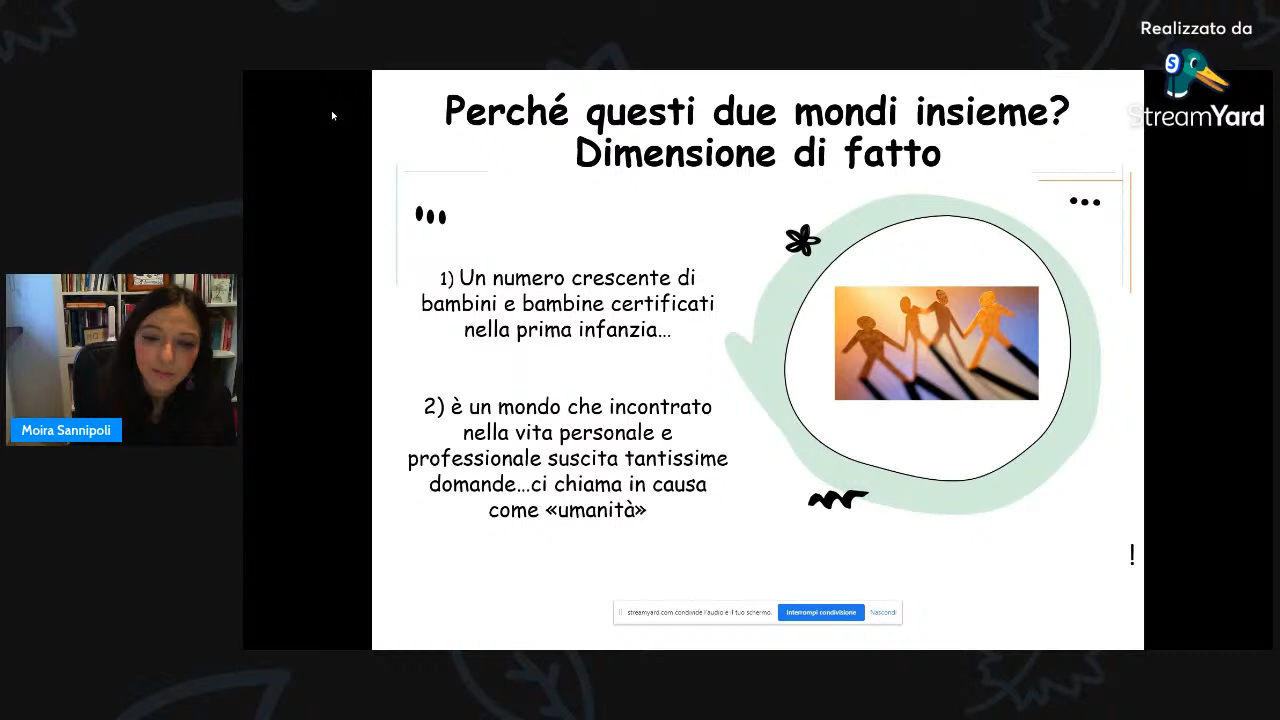 Realizzato da
StreamYard
Perché questi due mondi insieme?
Dimensione di fatto
1) Un numero crescente di
bambini e bambine certificati
nella prima infanzia...
2) è un mondo che incontrato
nella vita personale e
professionale suscita tantissime
domande...ci chiama in causa
come «umanità»
!
Moira Sannipoli
streamyard.com condivide l'audio e il tuo schermo.
Interrompi condivisione
Nascondi